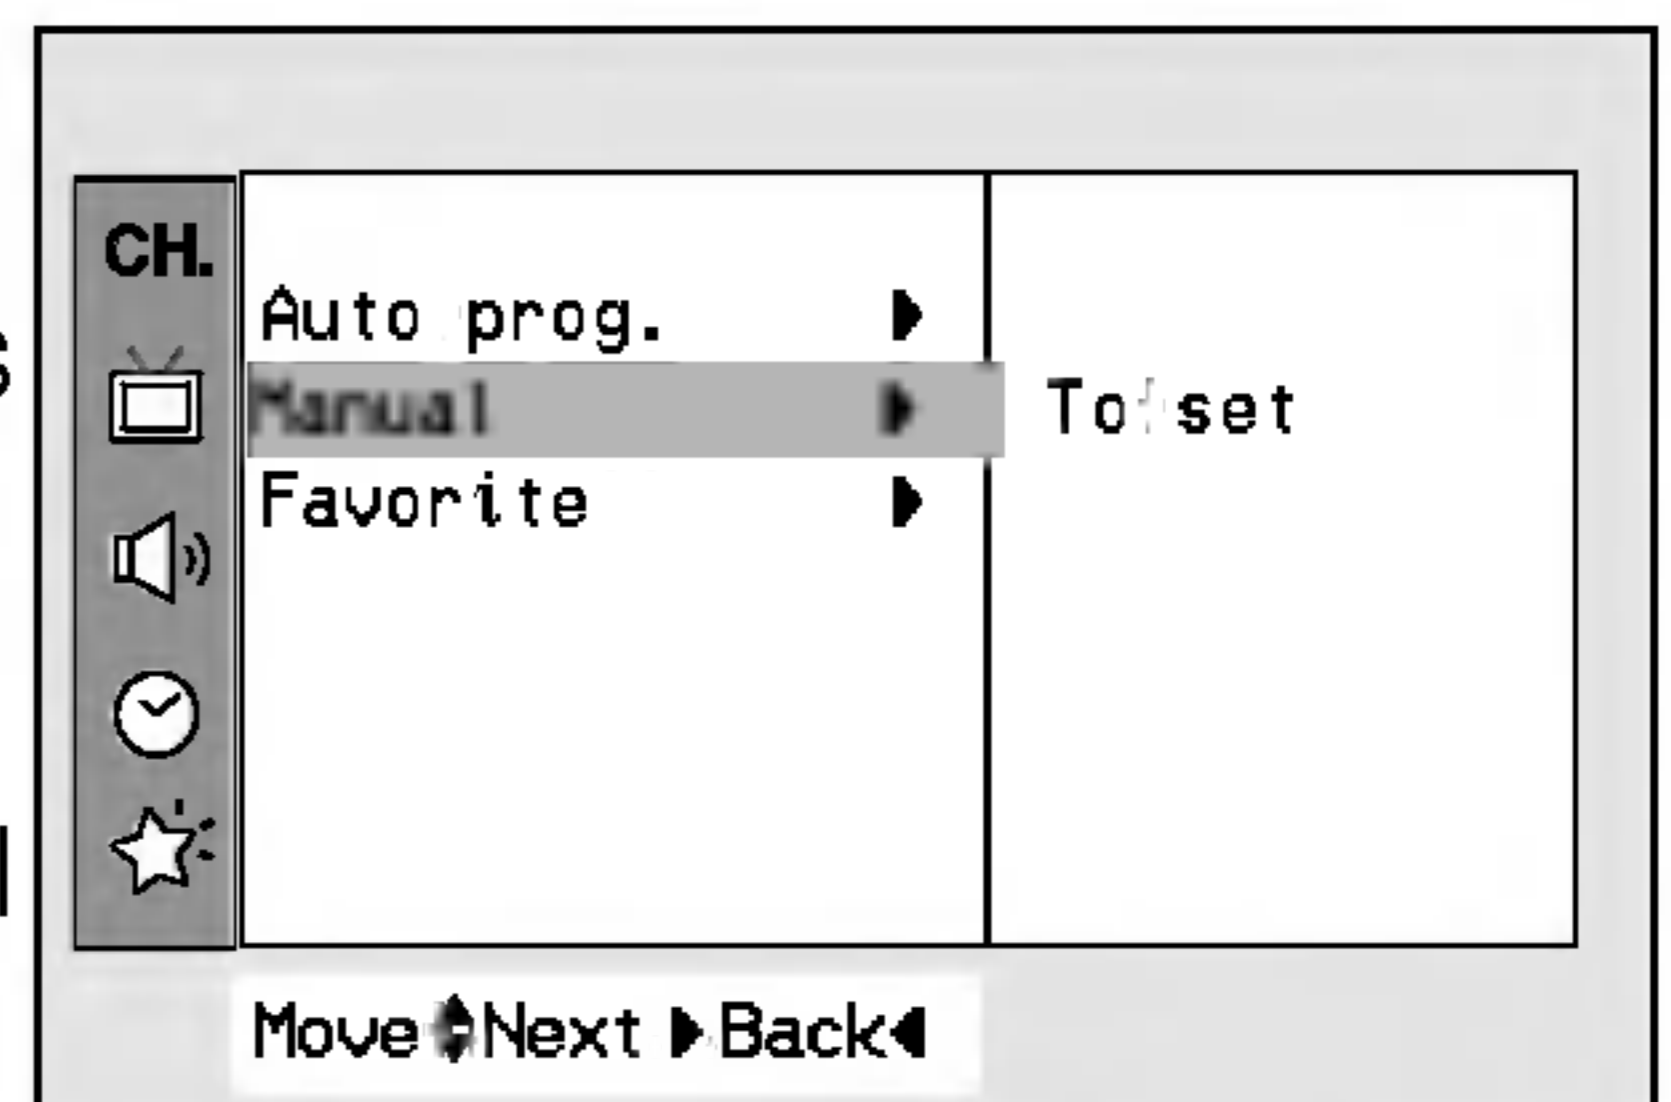 CH.
Auto prog. ▶
Manual ▶ To set
Favorite ▶
Move ▲▼ Next ▶ Back ◀